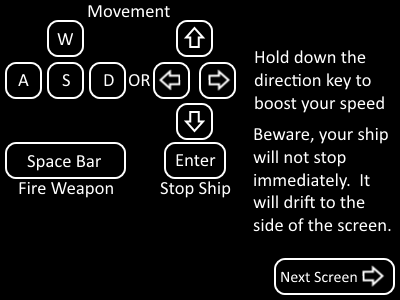 Movement
W
A S D OR
Space Bar
Fire Weapon
Enter
Stop Ship
Hold down the
direction key to
boost your speed
Beware, your ship
will not stop
immediately.  It
will drift to the
side of the screen.
Next Screen